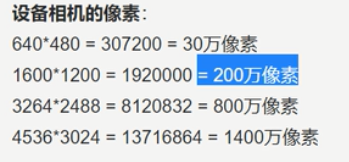 设备相机的像素：
640*480 = 307200 = 30万像素
1600*1200 = 1920000 = 200万像素
3264*2488 = 8120832 = 800万像素
4536*3024 = 13716864 = 1400万像素